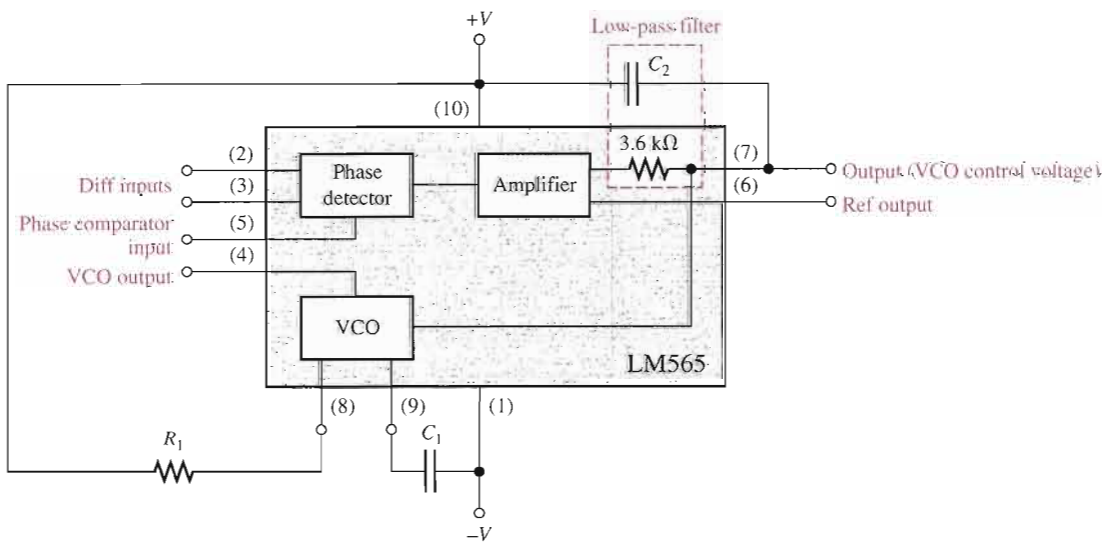 +V
Low-pass filter
C2
(10)
3.6 kΩ
(2)
(7)
Phase detector
Amplifier
Output (VCO control voltage)
Diff inputs
(3)
(6)
Ref output
(5)
Phase comparator input
(4)
VCO output
VCO
LM565
(8)
(9)
(1)
R1
C1
–V